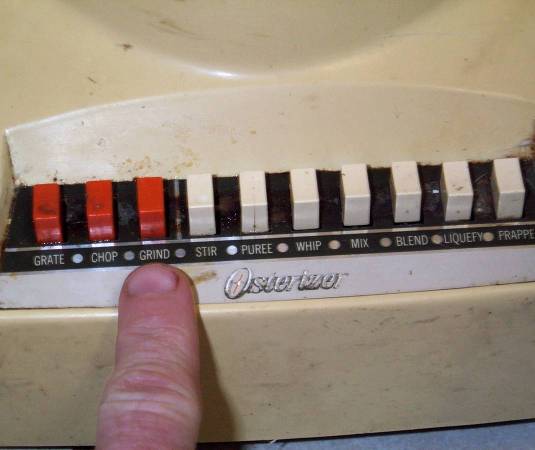 GRATE CHOP GRIND STIR PUREE WHIP MIX BLEND LIQUEFY FRAPPE
Osterizer